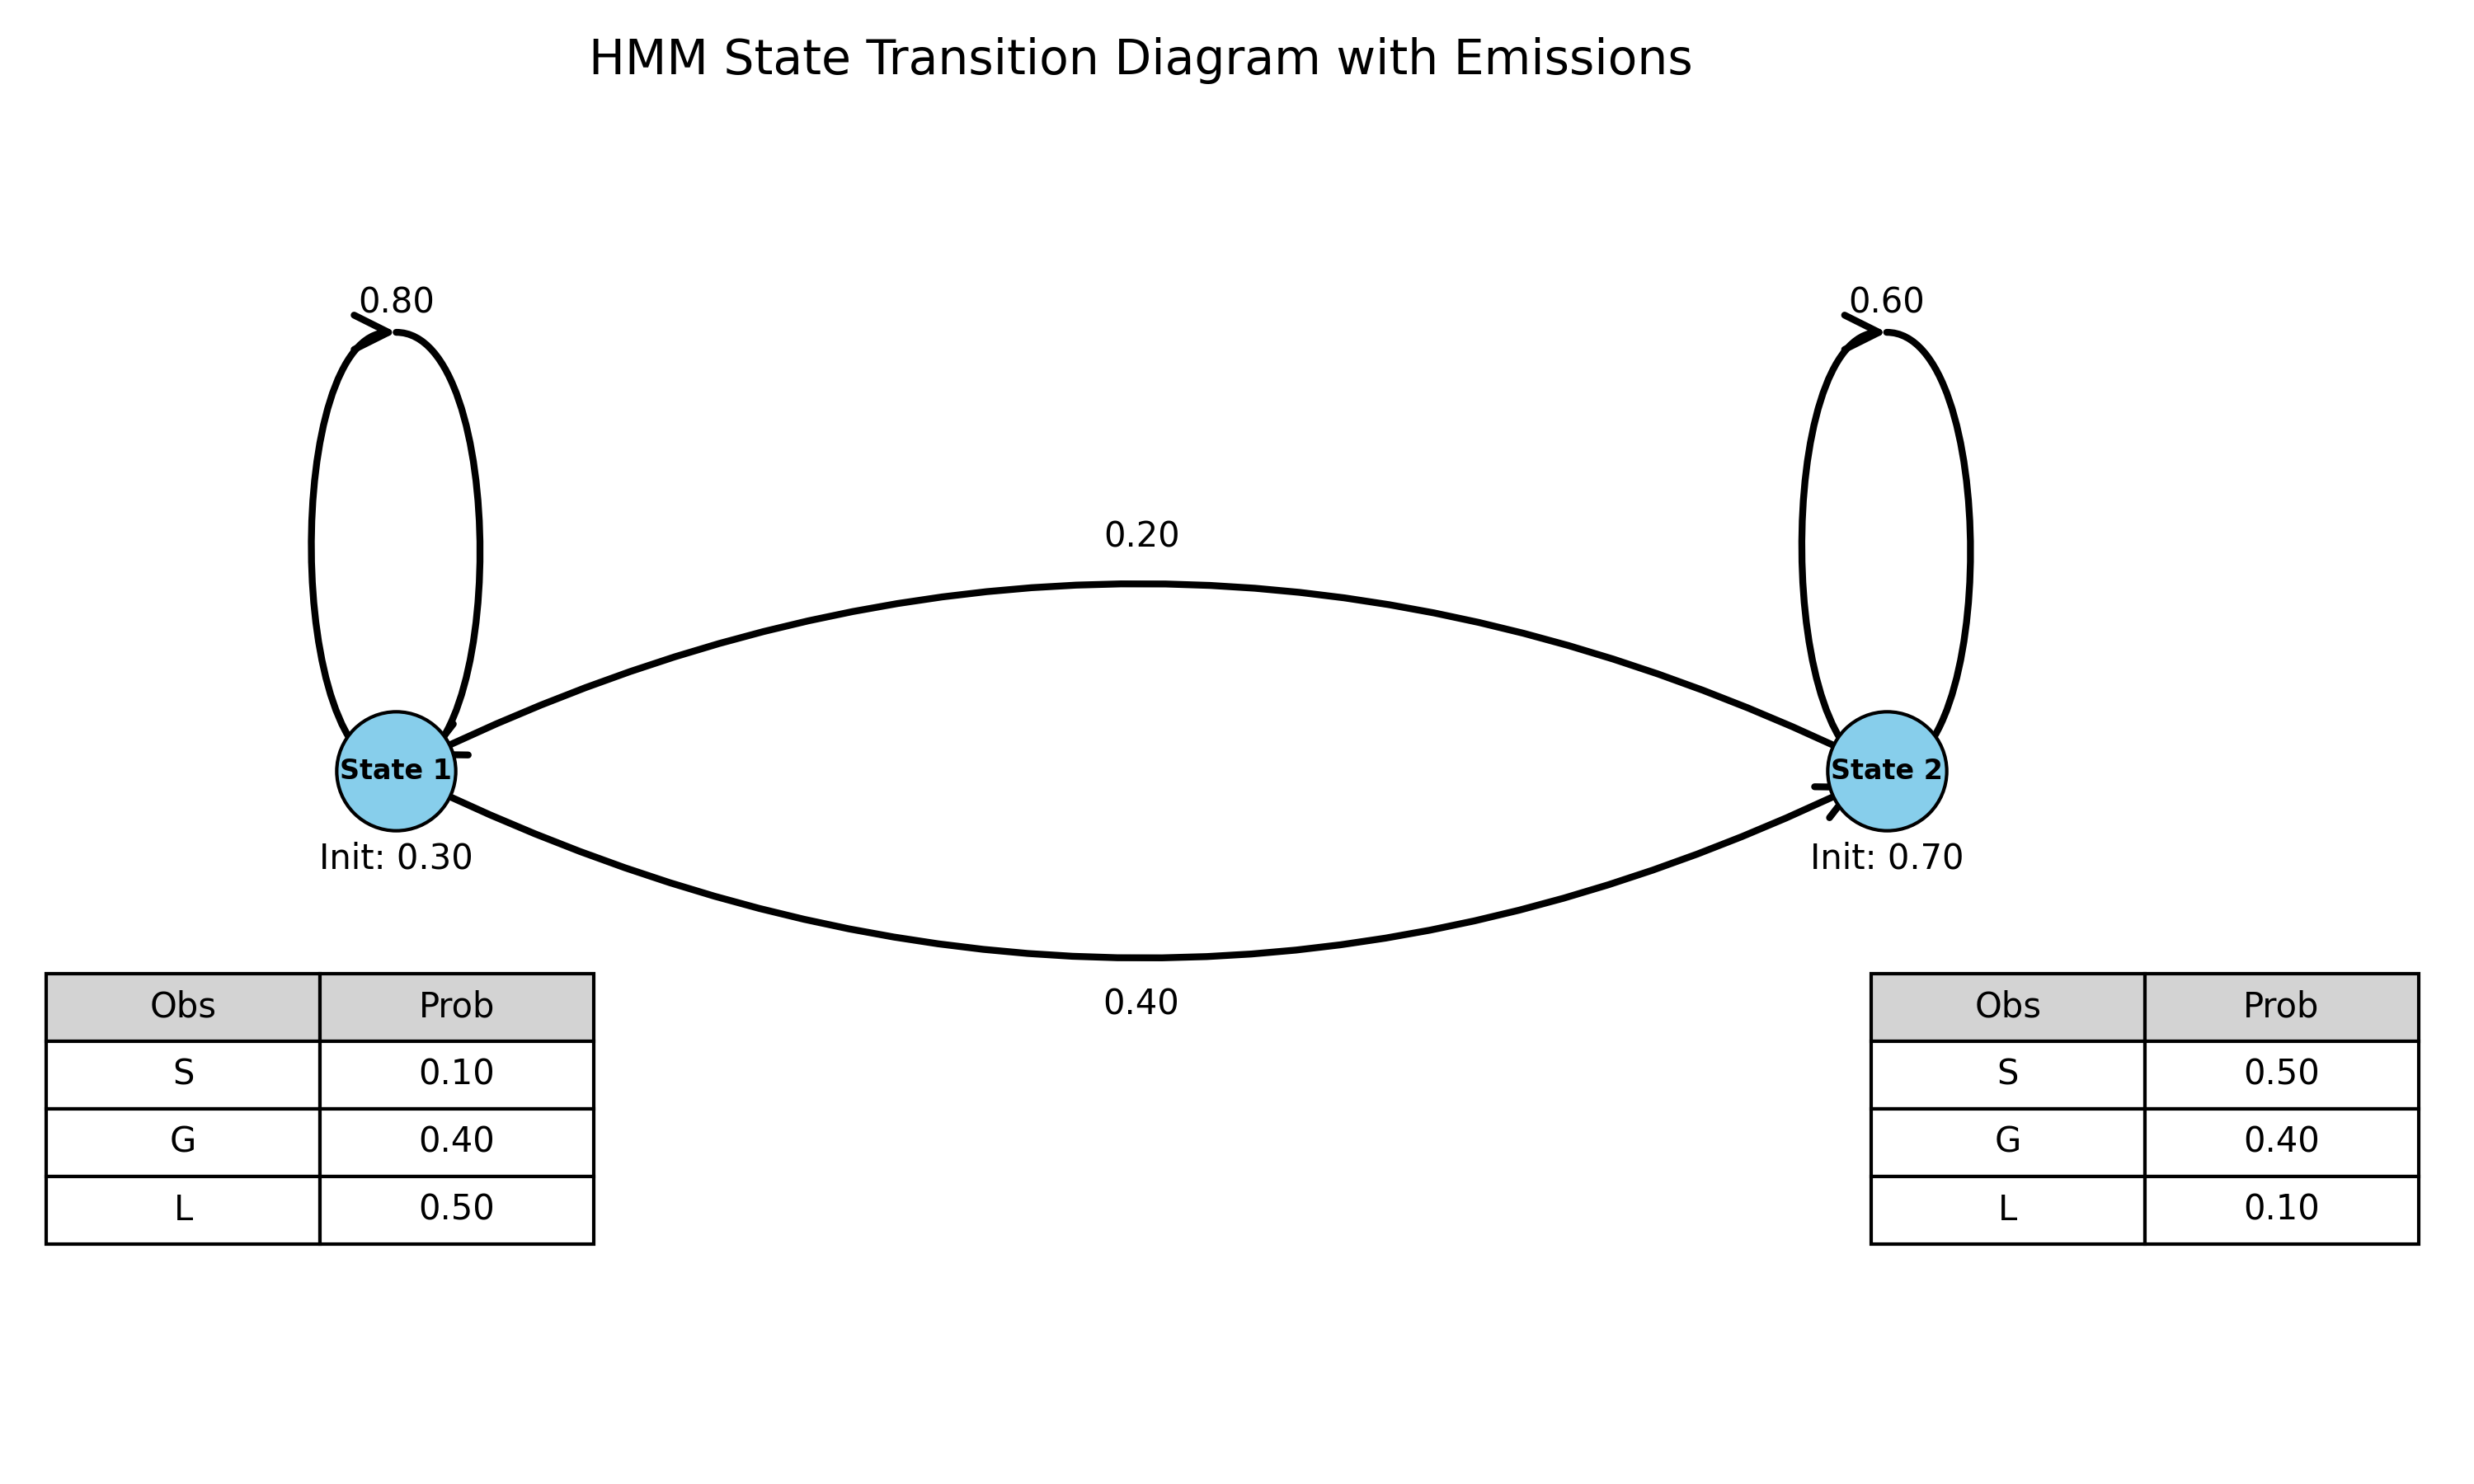 HMM State Transition Diagram with Emissions
0.80
0.60
0.20
State 1
State 2
Init: 0.30
Init: 0.70
0.40
Obs Prob
S 0.10
G 0.40
L 0.50
Obs Prob
S 0.50
G 0.40
L 0.10